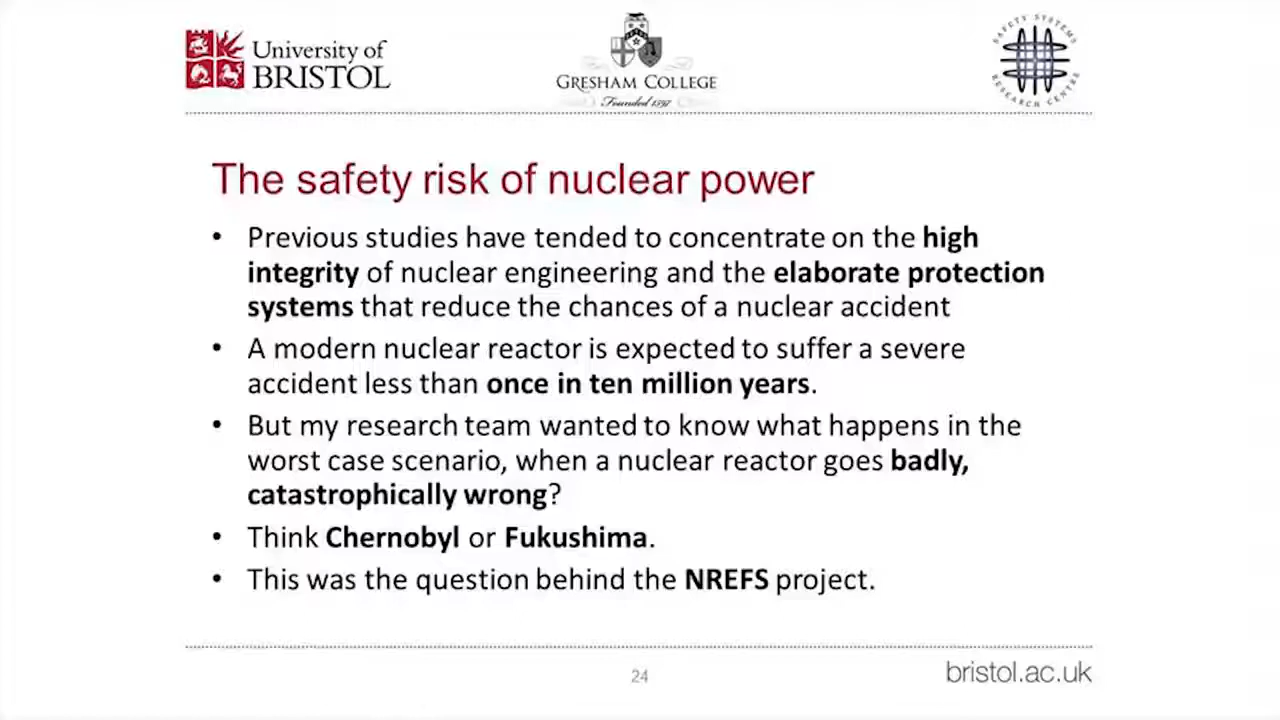 University of
BRISTOL
GRESHAM COLLEGE
Founded 1597
SAFETY SYSTEMS
RESEARCH CENTRE
The safety risk of nuclear power
• Previous studies have tended to concentrate on the high
integrity of nuclear engineering and the elaborate protection
systems that reduce the chances of a nuclear accident
• A modern nuclear reactor is expected to suffer a severe
accident less than once in ten million years.
• But my research team wanted to know what happens in the
worst case scenario, when a nuclear reactor goes badly,
catastrophically wrong?
• Think Chernobyl or Fukushima.
• This was the question behind the NREFS project.
24
bristol.ac.uk